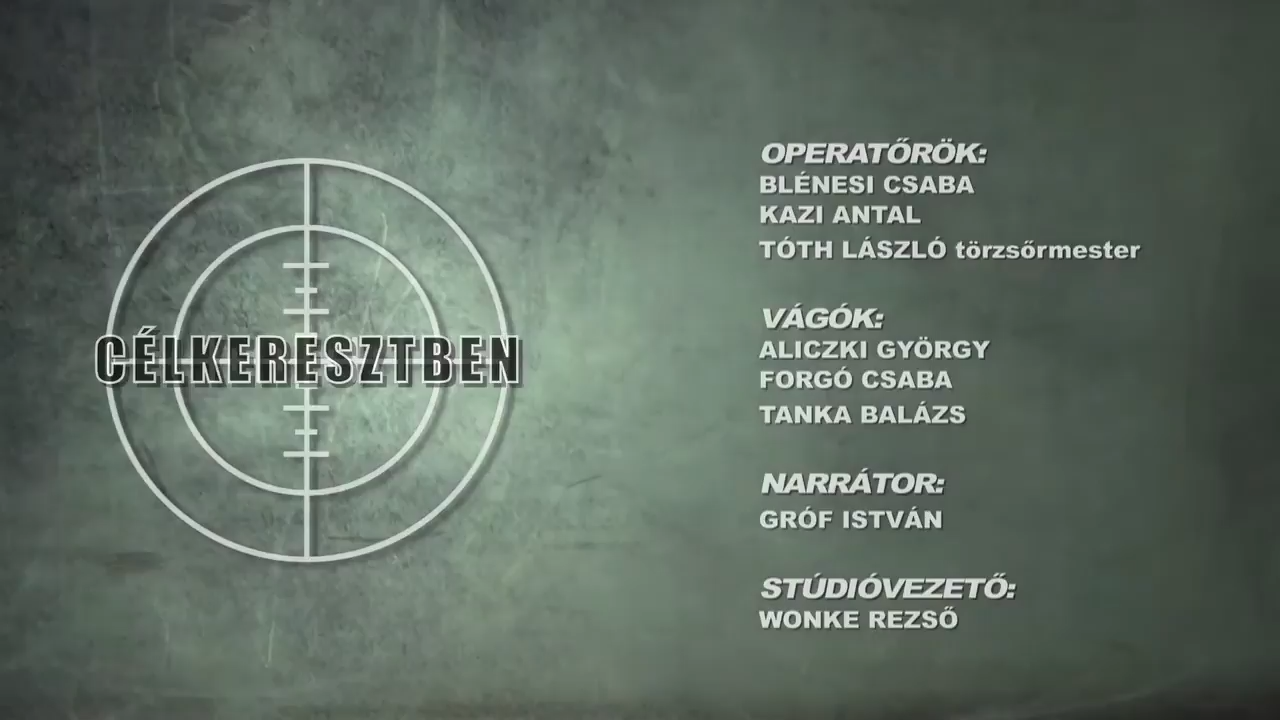 CÉLKERESZTBEN
OPERATŐRÖK:
BLÉNESI CSABA
KAZI ANTAL
TÓTH LÁSZLÓ törzsőrmester
VÁGÓK:
ALICZKI GYÖRGY
FORGÓ CSABA
TANKA BALÁZS
NARRÁTOR:
GRÓF ISTVÁN
STÚDIÓVEZETŐ:
WONKE REZSŐ